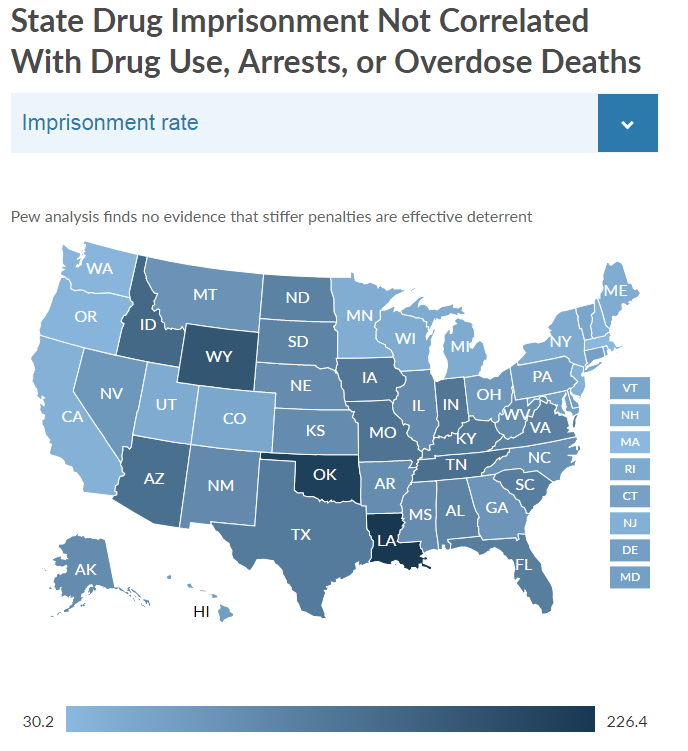 State Drug Imprisonment Not Correlated
With Drug Use, Arrests, or Overdose Deaths
Imprisonment rate
Pew analysis finds no evidence that stiffer penalties are effective deterrent
WA
MT
ND
MN
ME
OR
ID
SD
WI
MI
NY
WY
IA
PA
NE
NV
UT
CO
IL
IN
OH
WV
VA
CA
KS
MO
KY
AZ
NM
OK
AR
TN
NC
SC
TX
LA
MS
AL
GA
FL
AK
HI
VT
NH
MA
RI
CT
NJ
DE
MD
30.2
226.4